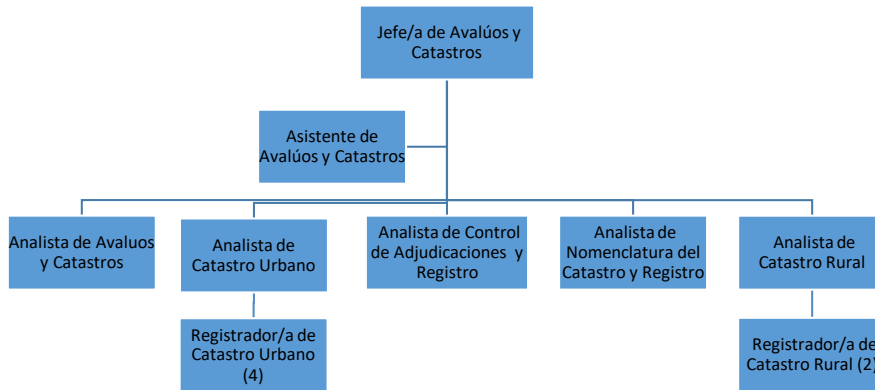 Jefe/a de Avalúos y
Catastros
Asistente de
Avalúos y Catastros
Analista de Avaluos
y Catastros
Analista de
Catastro Urbano
Analista de Control
de Adjudicaciones y
Registro
Analista de
Nomenclatura del
Catastro y Registro
Analista de
Catastro Rural
Registrador/a de
Catastro Urbano
(4)
Registrador/a de
Catastro Rural (2)